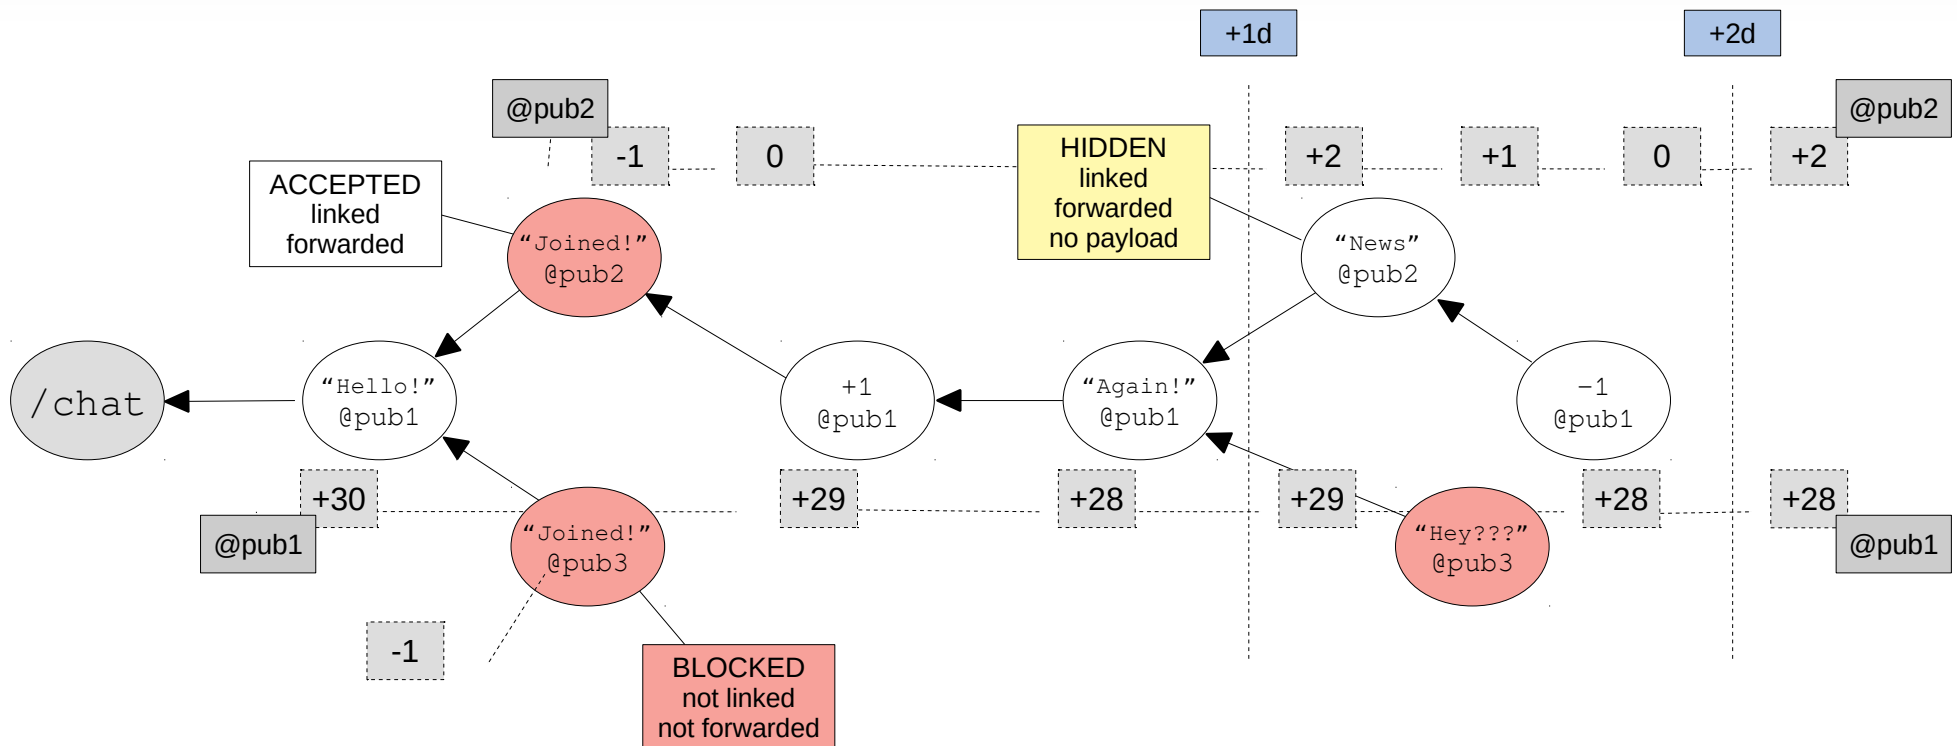 +1d
+2d
@pub2
@pub2
-1
0
+2
+1
0
+2
ACCEPTED
linked
forwarded
HIDDEN
linked
forwarded
no payload
“Joined!”
@pub2
“News”
@pub2
/chat
“Hello!”
@pub1
+1
@pub1
“Again!”
@pub1
−1
@pub1
+30
+29
+28
+29
+28
+28
@pub1
@pub1
“Joined!”
@pub3
“Hey???”
@pub3
-1
BLOCKED
not linked
not forwarded